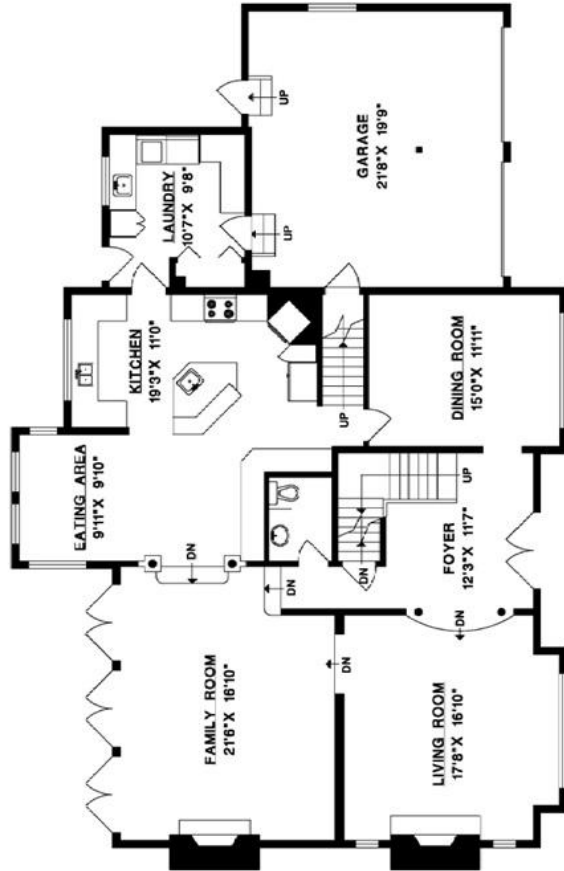 GARAGE
21'8"X 19'9"
UP
UP
LAUNDRY
10'7"X 9'8"
KITCHEN
19'3"X 11'0"
UP
DINING ROOM
15'0"X 11'11"
EATING AREA
9'11"X 9'10"
UP
DN
FOYER
12'3"X 11'7"
DN
DN
DN
DN
FAMILY ROOM
21'6"X 16'10"
LIVING ROOM
17'8"X 16'10"